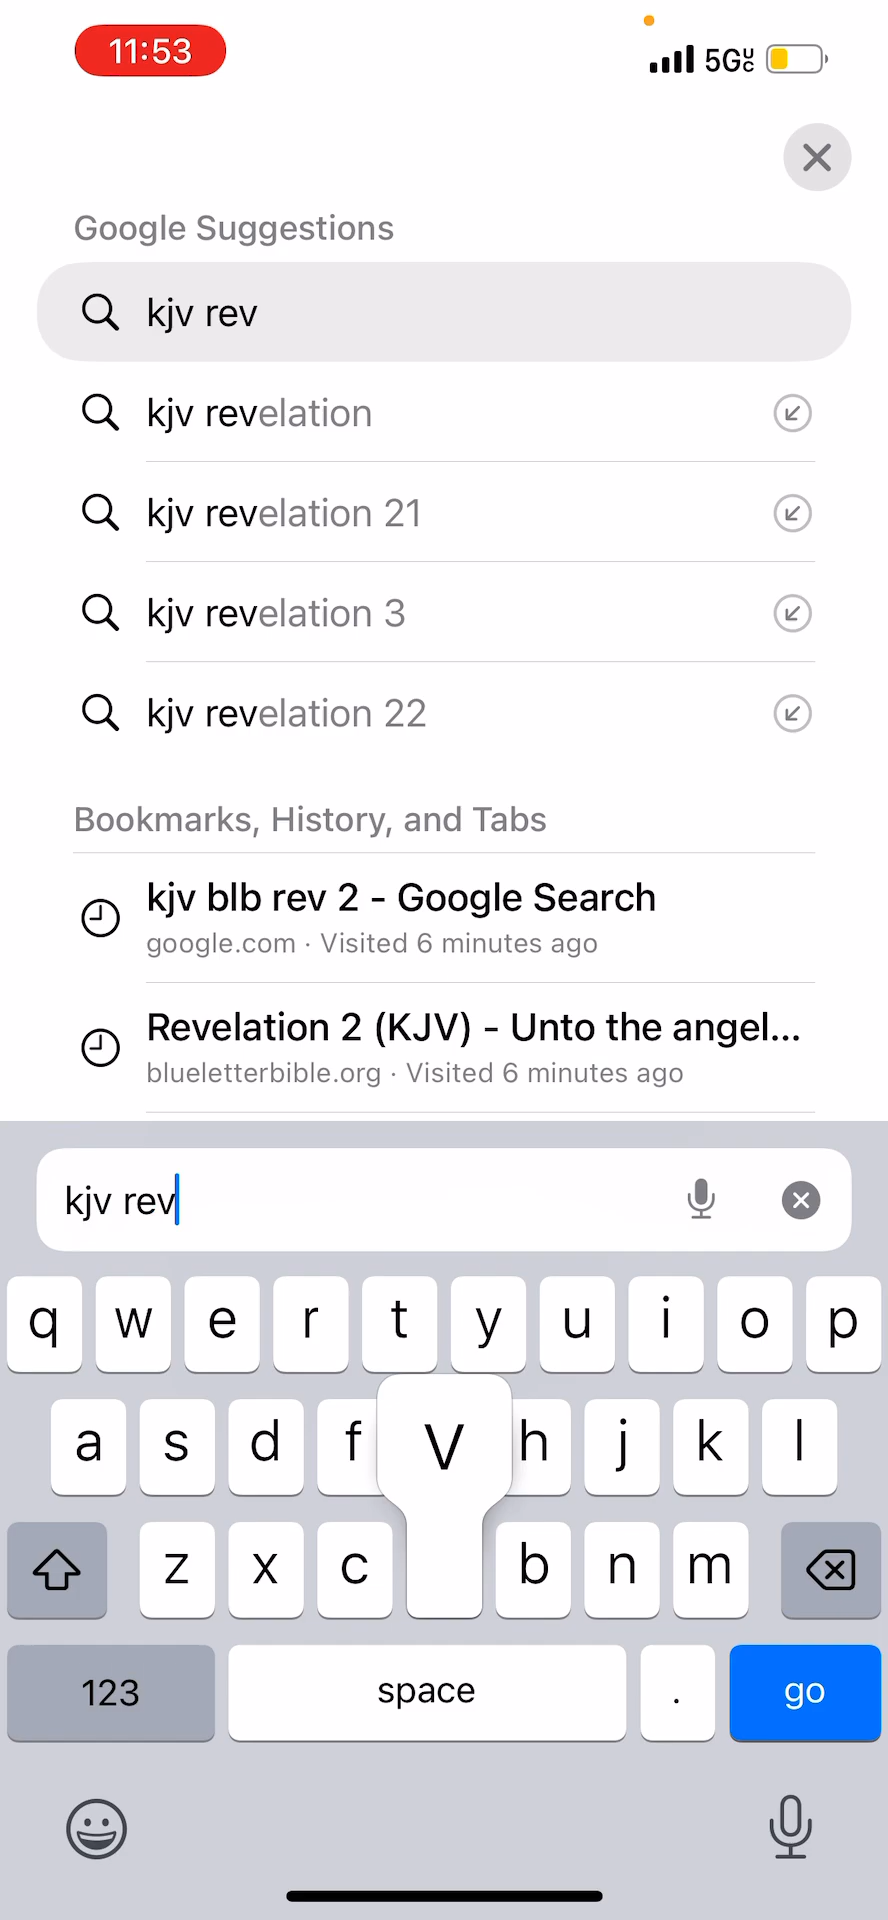 11:53
5GUC
Google Suggestions
kjv rev
kjv revelation
kjv revelation 21
kjv revelation 3
kjv revelation 22
Bookmarks, History, and Tabs
kjv blb rev 2 - Google Search
google.com · Visited 6 minutes ago
Revelation 2 (KJV) - Unto the angel...
blueletterbible.org · Visited 6 minutes ago
kjv rev
q w e r t y u i o p
a s d f V h j k l
z x c b n m
123 space . go